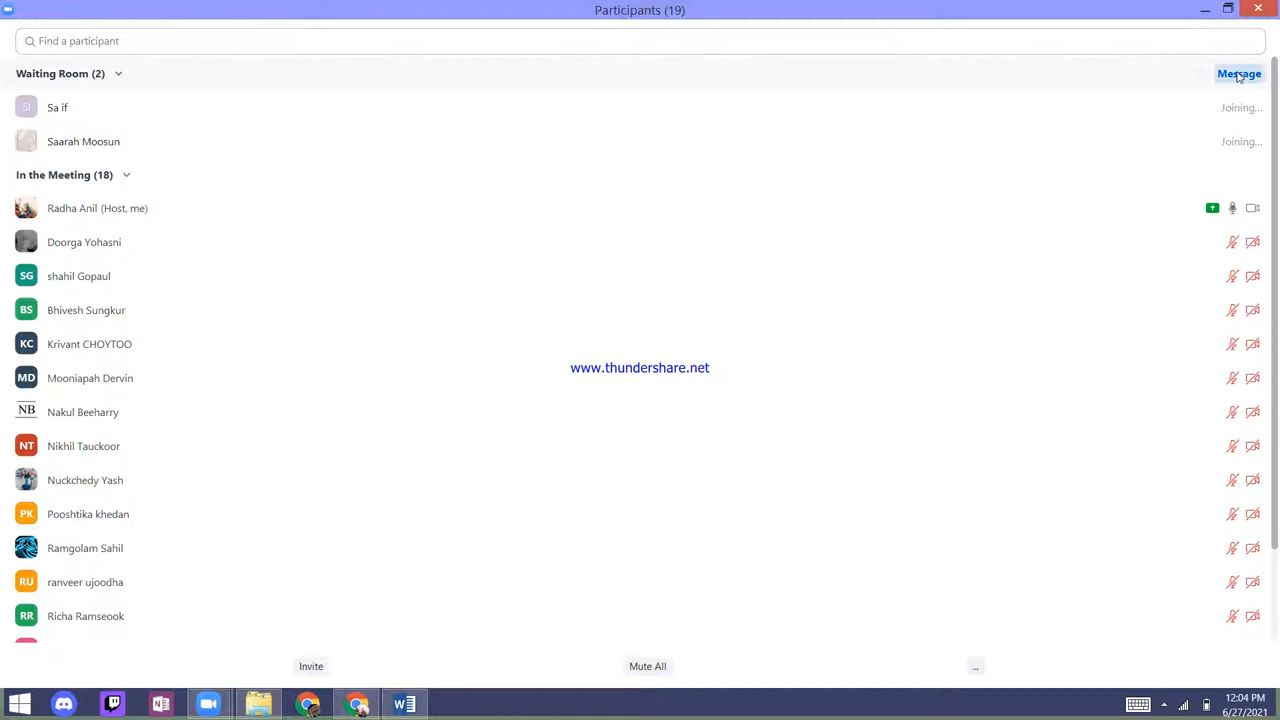 Participants (19)
Find a participant
Waiting Room (2)
Message
SI
Sa if
Joining...
Saarah Moosun
Joining...
In the Meeting (18)
Radha Anil (Host, me)
Doorga Yohasni
SG
shahil Gopaul
BS
Bhivesh Sungkur
KC
Krivant CHOYTOO
www.thundershare.net
MD
Mooniapah Dervin
NB
Nakul Beeharry
NT
Nikhil Tauckoor
Nuckchedy Yash
PK
Pooshtika khedan
Ramgolam Sahil
RU
ranveer ujoodha
RR
Richa Ramseook
Invite
Mute All
...
12:04 PM
6/27/2021